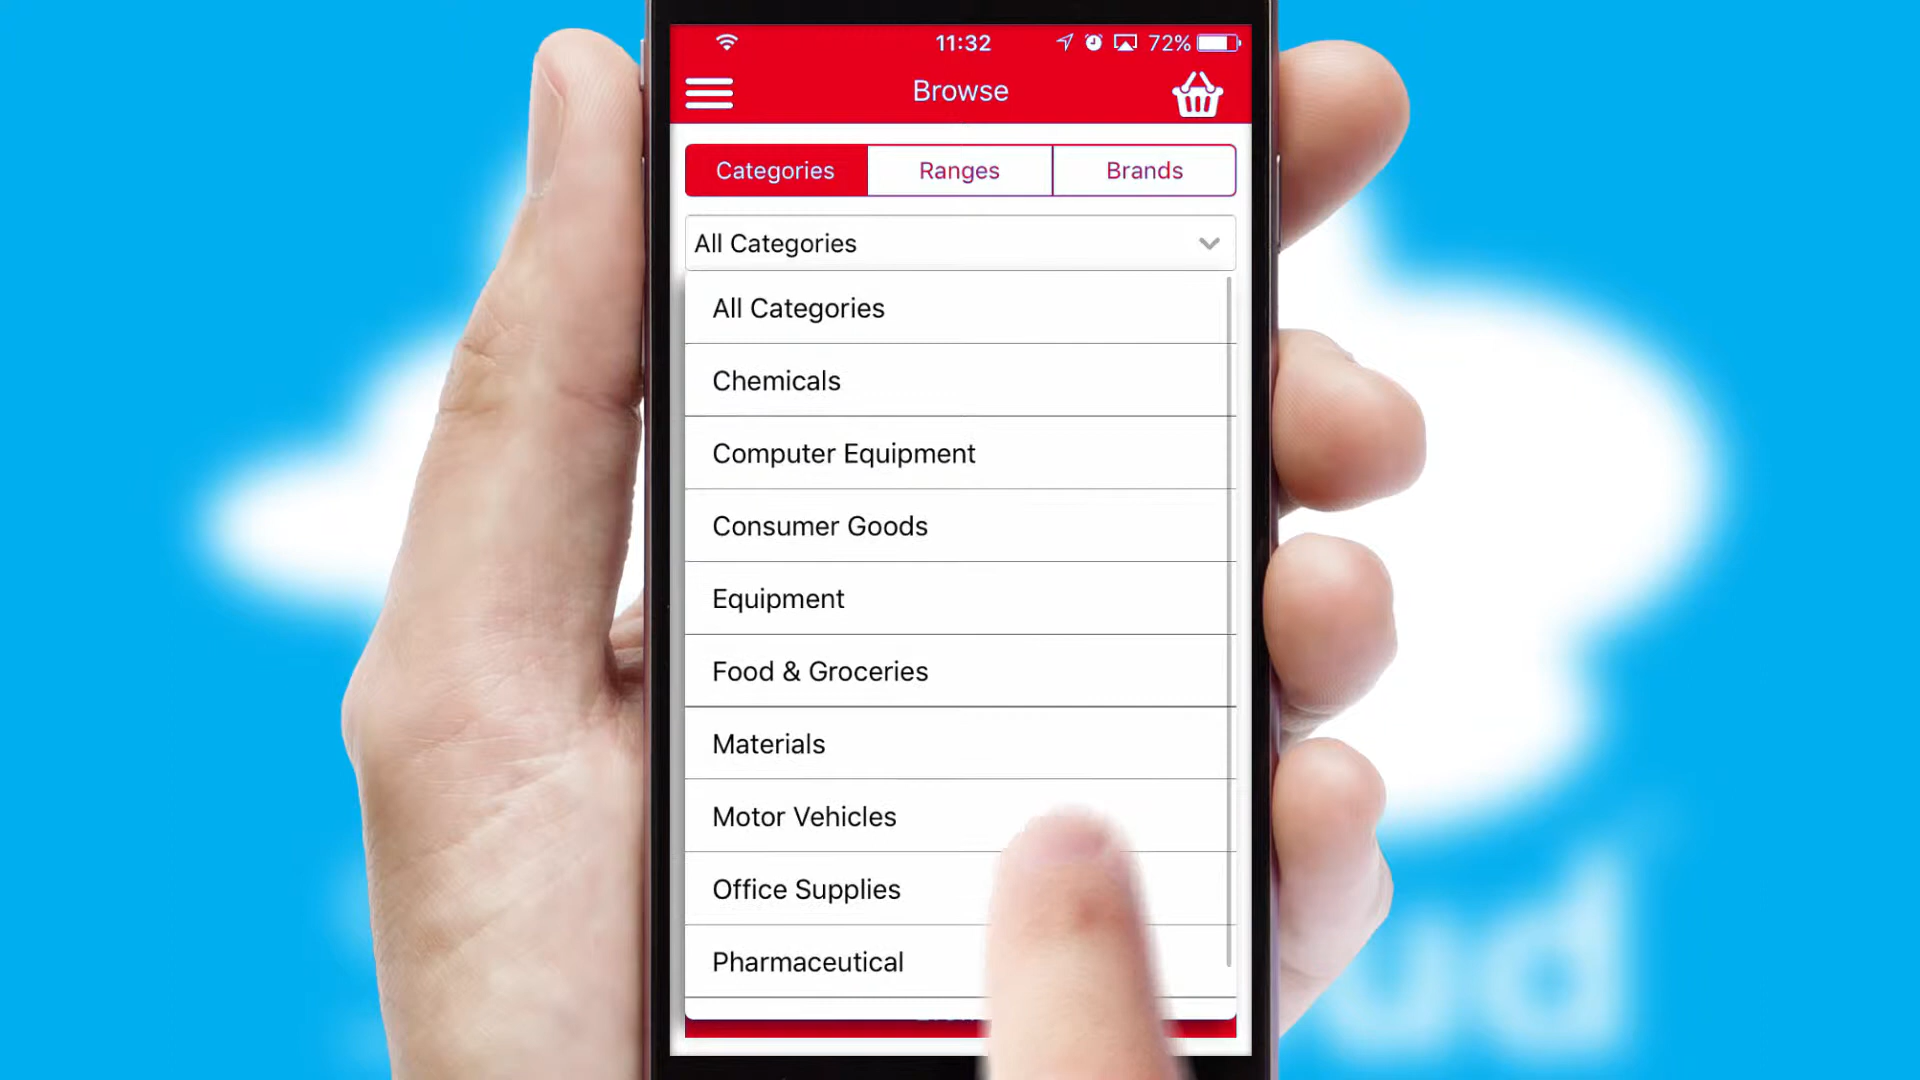 11:32
72%
Browse
Categories
Ranges
Brands
All Categories
All Categories
Chemicals
Computer Equipment
Consumer Goods
Equipment
Food & Groceries
Materials
Motor Vehicles
Office Supplies
Pharmaceutical